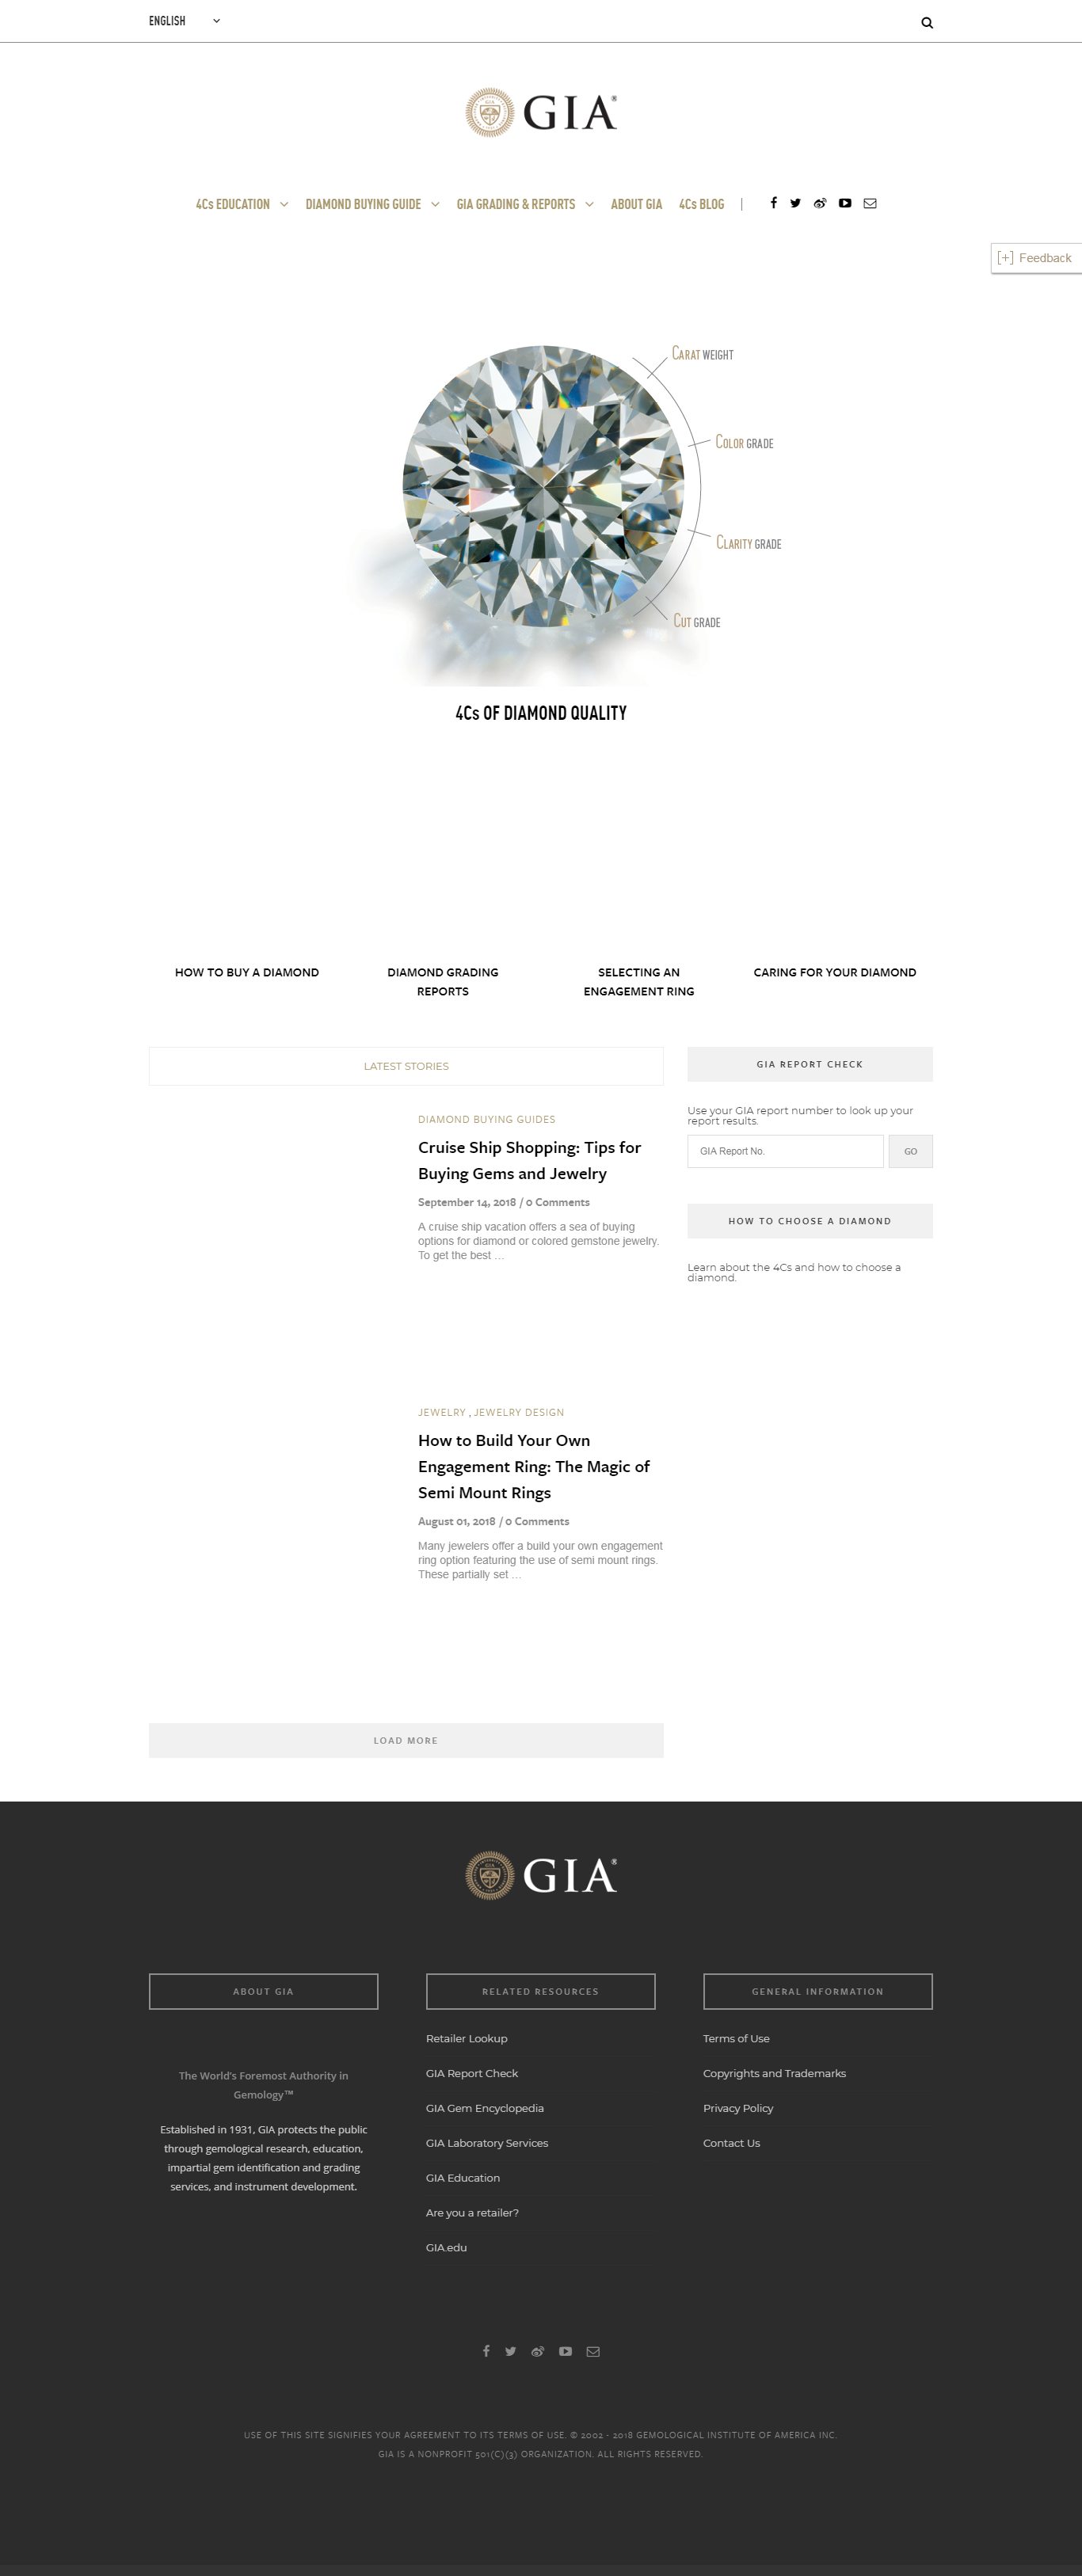 ENGLISH
GIA®
4Cs EDUCATION DIAMOND BUYING GUIDE GIA GRADING & REPORTS ABOUT GIA 4Cs BLOG |
[+] Feedback
CARAT WEIGHT
COLOR GRADE
CLARITY GRADE
CUT GRADE
4Cs OF DIAMOND QUALITY
HOW TO BUY A DIAMOND
DIAMOND GRADING
REPORTS
SELECTING AN
ENGAGEMENT RING
CARING FOR YOUR DIAMOND
LATEST STORIES
DIAMOND BUYING GUIDES
Cruise Ship Shopping: Tips for
Buying Gems and Jewelry
September 14, 2018 / 0 Comments
A cruise ship vacation offers a sea of buying
options for diamond or colored gemstone jewelry.
To get the best ...
JEWELRY , JEWELRY DESIGN
How to Build Your Own
Engagement Ring: The Magic of
Semi Mount Rings
August 01, 2018 / 0 Comments
Many jewelers offer a build your own engagement
ring option featuring the use of semi mount rings.
These partially set ...
LOAD MORE
GIA REPORT CHECK
Use your GIA report number to look up your
report results.
GIA Report No.
GO
HOW TO CHOOSE A DIAMOND
Learn about the 4Cs and how to choose a
diamond.
GIA®
ABOUT GIA
The World's Foremost Authority in
Gemology™
Established in 1931, GIA protects the public
through gemological research, education,
impartial gem identification and grading
services, and instrument development.
RELATED RESOURCES
Retailer Lookup
GIA Report Check
GIA Gem Encyclopedia
GIA Laboratory Services
GIA Education
Are you a retailer?
GIA.edu
GENERAL INFORMATION
Terms of Use
Copyrights and Trademarks
Privacy Policy
Contact Us
USE OF THIS SITE SIGNIFIES YOUR AGREEMENT TO ITS TERMS OF USE. © 2002 - 2018 GEMOLOGICAL INSTITUTE OF AMERICA INC.
GIA IS A NONPROFIT 501(C)(3) ORGANIZATION. ALL RIGHTS RESERVED.